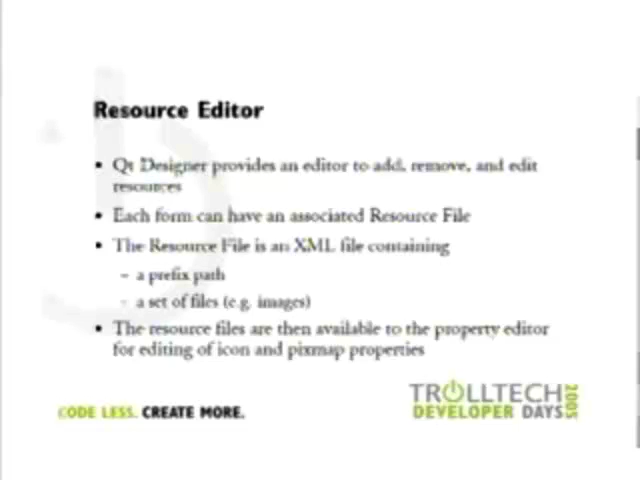 Resource Editor
• Qt Designer provides an editor to add, remove, and edit
resources
• Each form can have an associated Resource File
• The Resource File is an XML file containing
– a prefix path
– a set of files (e.g. images)
• The resource files are then available to the property editor
for editing of icon and pixmap properties
CODE LESS. CREATE MORE.
TROLLTECH
DEVELOPER DAYS
2005